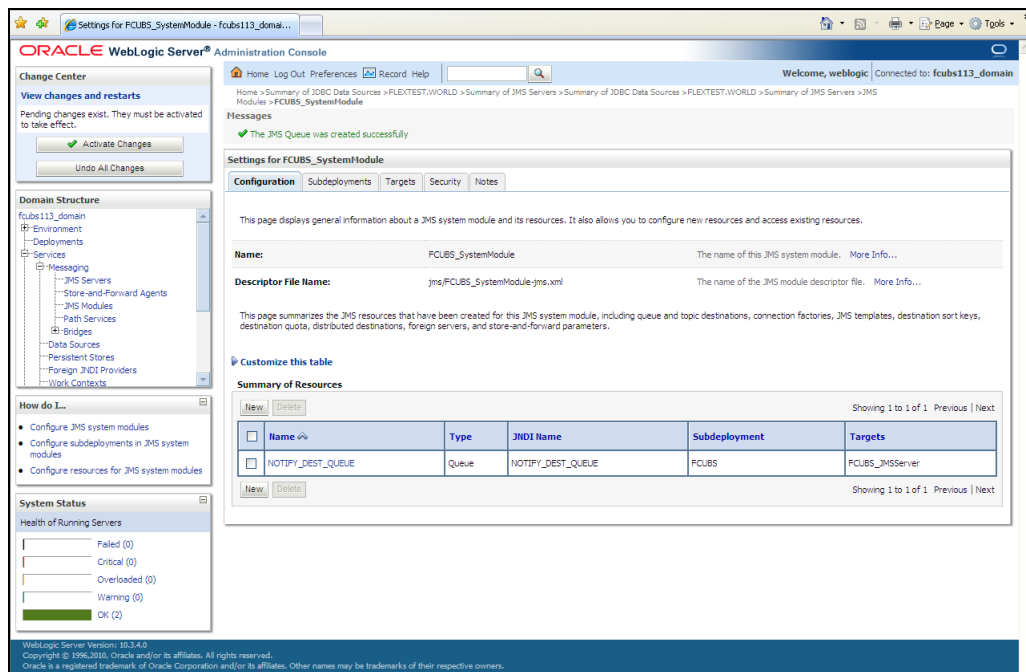 Settings for FCUBS_SystemModule - fcubs113_domai...
Page
Tools
ORACLE WebLogic Server® Administration Console
Change Center
View changes and restarts
Pending changes exist. They must be activated
to take effect.
Activate Changes
Undo All Changes
Domain Structure
fcubs113_domain
Environment
Deployments
Services
Messaging
JMS Servers
Store-and-Forward Agents
JMS Modules
Path Services
Bridges
Data Sources
Persistent Stores
Foreign JNDI Providers
Work Contexts
How do I...
Configure JMS system modules
Configure subdeployments in JMS system
modules
Configure resources for JMS system modules
System Status
Health of Running Servers
Failed (0)
Critical (0)
Overloaded (0)
Warning (0)
OK (2)
Home Log Out Preferences Record Help
Welcome, weblogic Connected to: fcubs113_domain
Home >Summary of JDBC Data Sources >FLEXTEST.WORLD >Summary of JMS Servers >Summary of JDBC Data Sources >FLEXTEST.WORLD >Summary of JMS Servers >JMS
Modules >FCUBS_SystemModule
Messages
The JMS Queue was created successfully
Settings for FCUBS_SystemModule
Configuration Subdeployments Targets Security Notes
This page displays general information about a JMS system module and its resources. It also allows you to configure new resources and access existing resources.
Name: FCUBS_SystemModule The name of this JMS system module. More Info...
Descriptor File Name: jms/FCUBS_SystemModule-jms.xml The name of the JMS module descriptor file. More Info...
This page summarizes the JMS resources that have been created for this JMS system module, including queue and topic destinations, connection factories, JMS templates, destination sort keys,
destination quota, distributed destinations, foreign servers, and store-and-forward parameters.
Customize this table
Summary of Resources
New Delete Showing 1 to 1 of 1 Previous | Next
Name Type JNDI Name Subdeployment Targets
NOTIFY_DEST_QUEUE Queue NOTIFY_DEST_QUEUE FCUBS FCUBS_JMSServer
New Delete Showing 1 to 1 of 1 Previous | Next
WebLogic Server Version: 10.3.4.0
Copyright © 1996,2010, Oracle and/or its affiliates. All rights reserved.
Oracle is a registered trademark of Oracle Corporation and/or its affiliates. Other names may be trademarks of their respective owners.